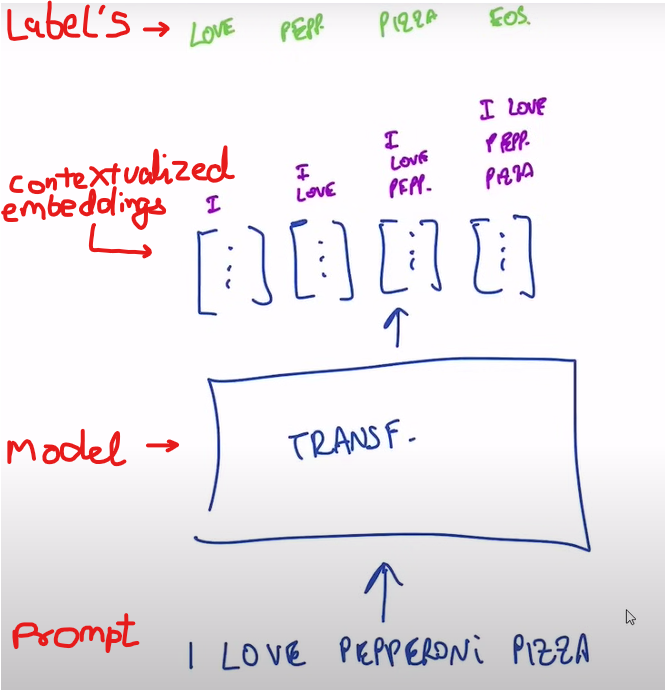 Label's → LOVE PEPP. PIZZA EOS.
contextualized
embeddings
I
I
LOVE
I
LOVE
PEPP.
I LOVE
PEPP.
PIZZA
Model → TRANSF.
Prompt
I LOVE PEPPERONI PIZZA